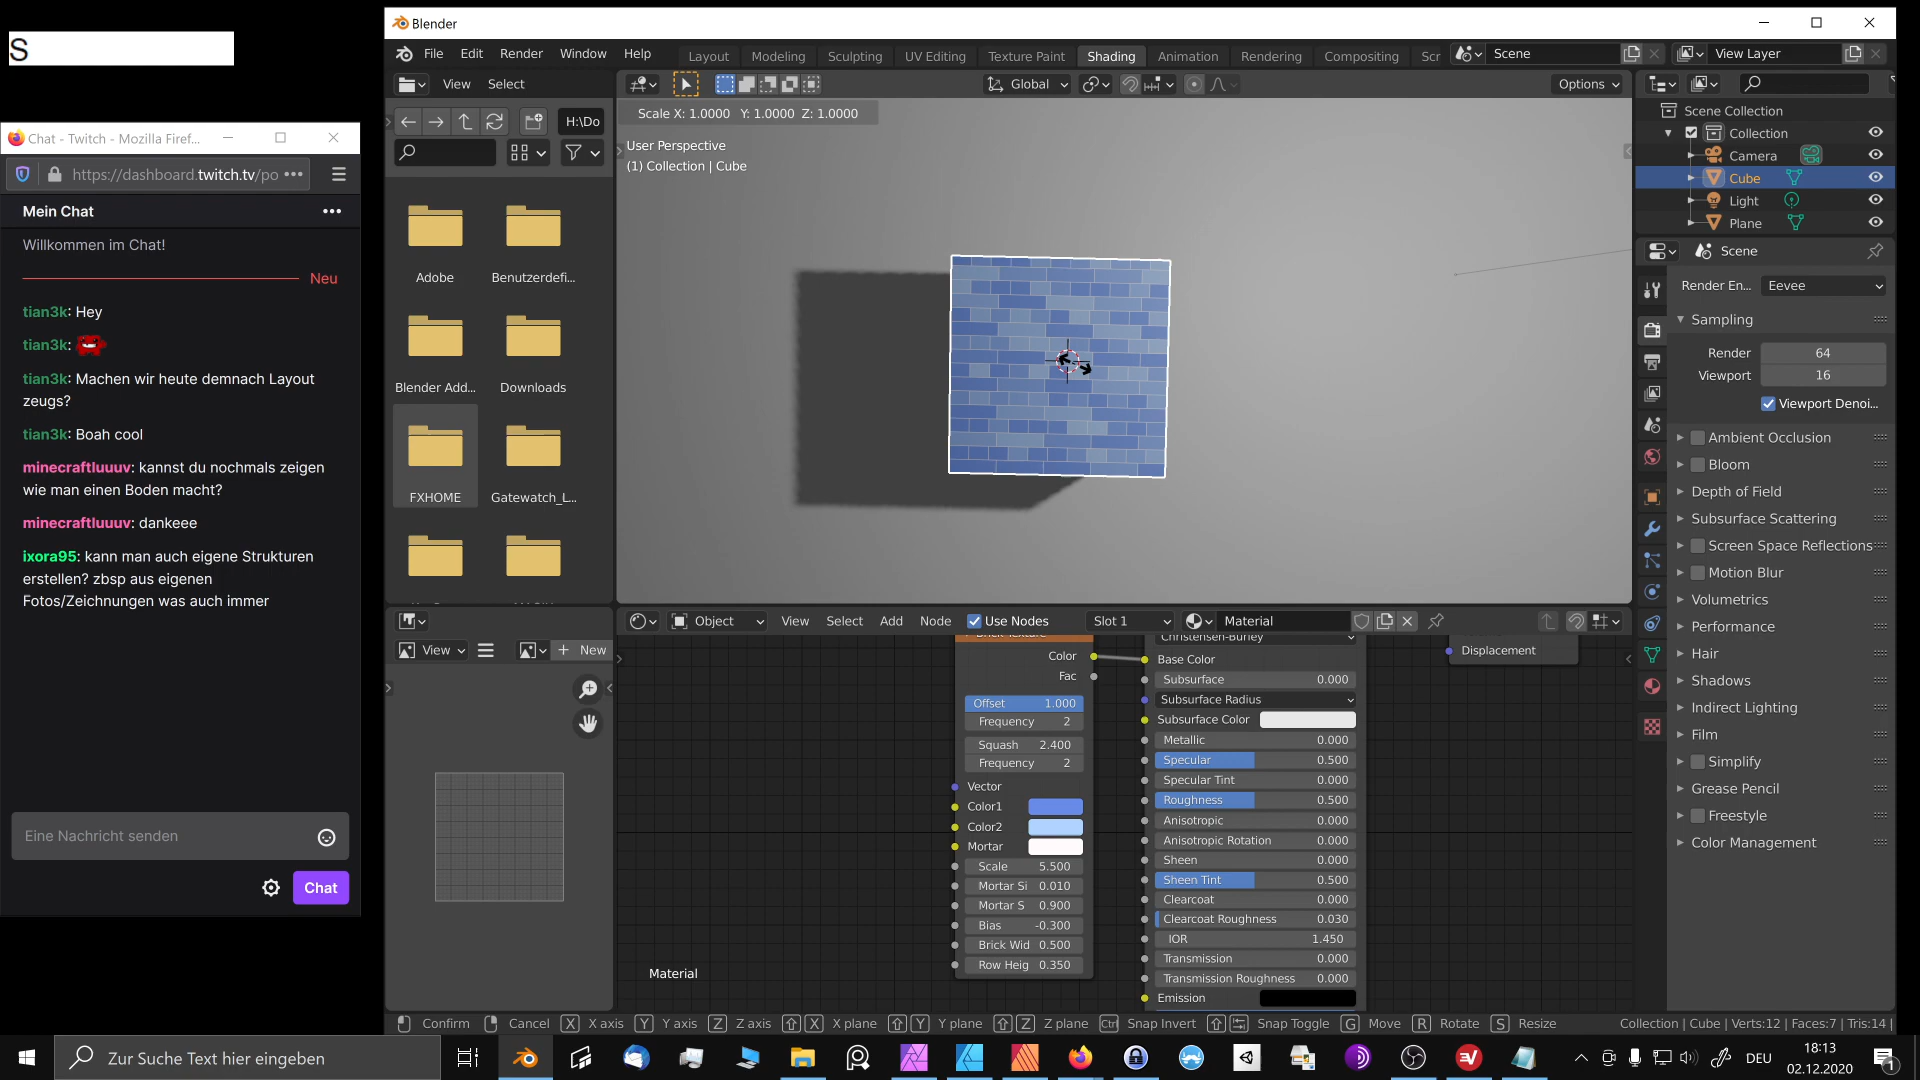 S
Blender
File Edit Render Window Help Layout Modeling Sculpting UV Editing Texture Paint Shading Animation Rendering Compositing Scr Scene View Layer
View Select Global Options
H:\Do
Scale X: 1.0000 Y: 1.0000 Z: 1.0000
User Perspective
(1) Collection | Cube
Adobe Benutzerdefi...
Blender Add... Downloads
FXHOME Gatewatch_L...
Chat - Twitch - Mozilla Firef...
https://dashboard.twitch.tv/po
Mein Chat
Willkommen im Chat!
Neu
tian3k: Hey
tian3k:
tian3k: Machen wir heute demnach Layout
zeugs?
tian3k: Boah cool
minecraftluuuv: kannst du nochmals zeigen
wie man einen Boden macht?
minecraftluuuv: dankeee
ixora95: kann man auch eigene Strukturen
erstellen? zbsp aus eigenen
Fotos/Zeichnungen was auch immer
Eine Nachricht senden
Chat
Scene Collection
Collection
Camera
Cube
Light
Plane
Scene
Render En... Eevee
Sampling
Render 64
Viewport 16
Viewport Denoi...
Ambient Occlusion
Bloom
Depth of Field
Subsurface Scattering
Screen Space Reflections
Motion Blur
Volumetrics
Performance
Hair
Shadows
Indirect Lighting
Film
Simplify
Grease Pencil
Freestyle
Color Management
View New
Object View Select Add Node Use Nodes Slot 1 Material
Brick Texture
Color
Fac
Offset 1.000
Frequency 2
Squash 2.400
Frequency 2
Vector
Color1
Color2
Mortar
Scale 5.500
Mortar Si 0.010
Mortar S 0.900
Bias -0.300
Brick Wid 0.500
Row Heig 0.350
Christensen-Burley
Base Color
Subsurface 0.000
Subsurface Radius
Subsurface Color
Metallic 0.000
Specular 0.500
Specular Tint 0.000
Roughness 0.500
Anisotropic 0.000
Anisotropic Rotation 0.000
Sheen 0.000
Sheen Tint 0.500
Clearcoat 0.000
Clearcoat Roughness 0.030
IOR 1.450
Transmission 0.000
Transmission Roughness 0.000
Emission
Displacement
Material
Confirm Cancel X X axis Y Y axis Z Z axis X X plane Y Y plane Z Z plane Ctrl Snap Invert Snap Toggle G Move R Rotate S Resize Collection | Cube | Verts:12 | Faces:7 | Tris:14 |
Zur Suche Text hier eingeben
DEU
18:13
02.12.2020
1